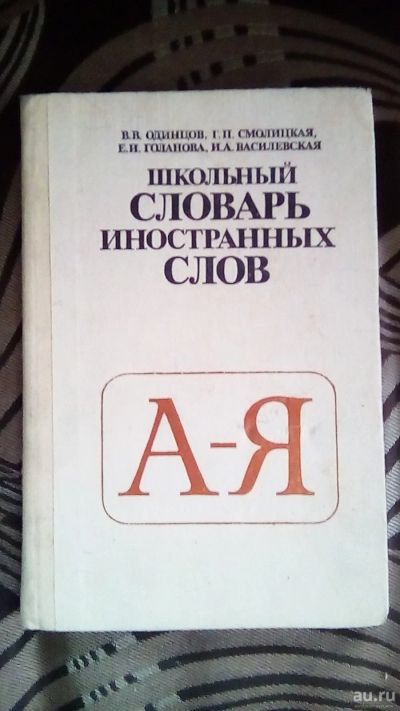 В.В. ОДИНЦОВ, Г.П. СМОЛИЦКАЯ,
Е.И. ГОЛАНОВА, И.А. ВАСИЛЕВСКАЯ
ШКОЛЬНЫЙ
СЛОВАРЬ
ИНОСТРАННЫХ
СЛОВ
А-Я
au.ru